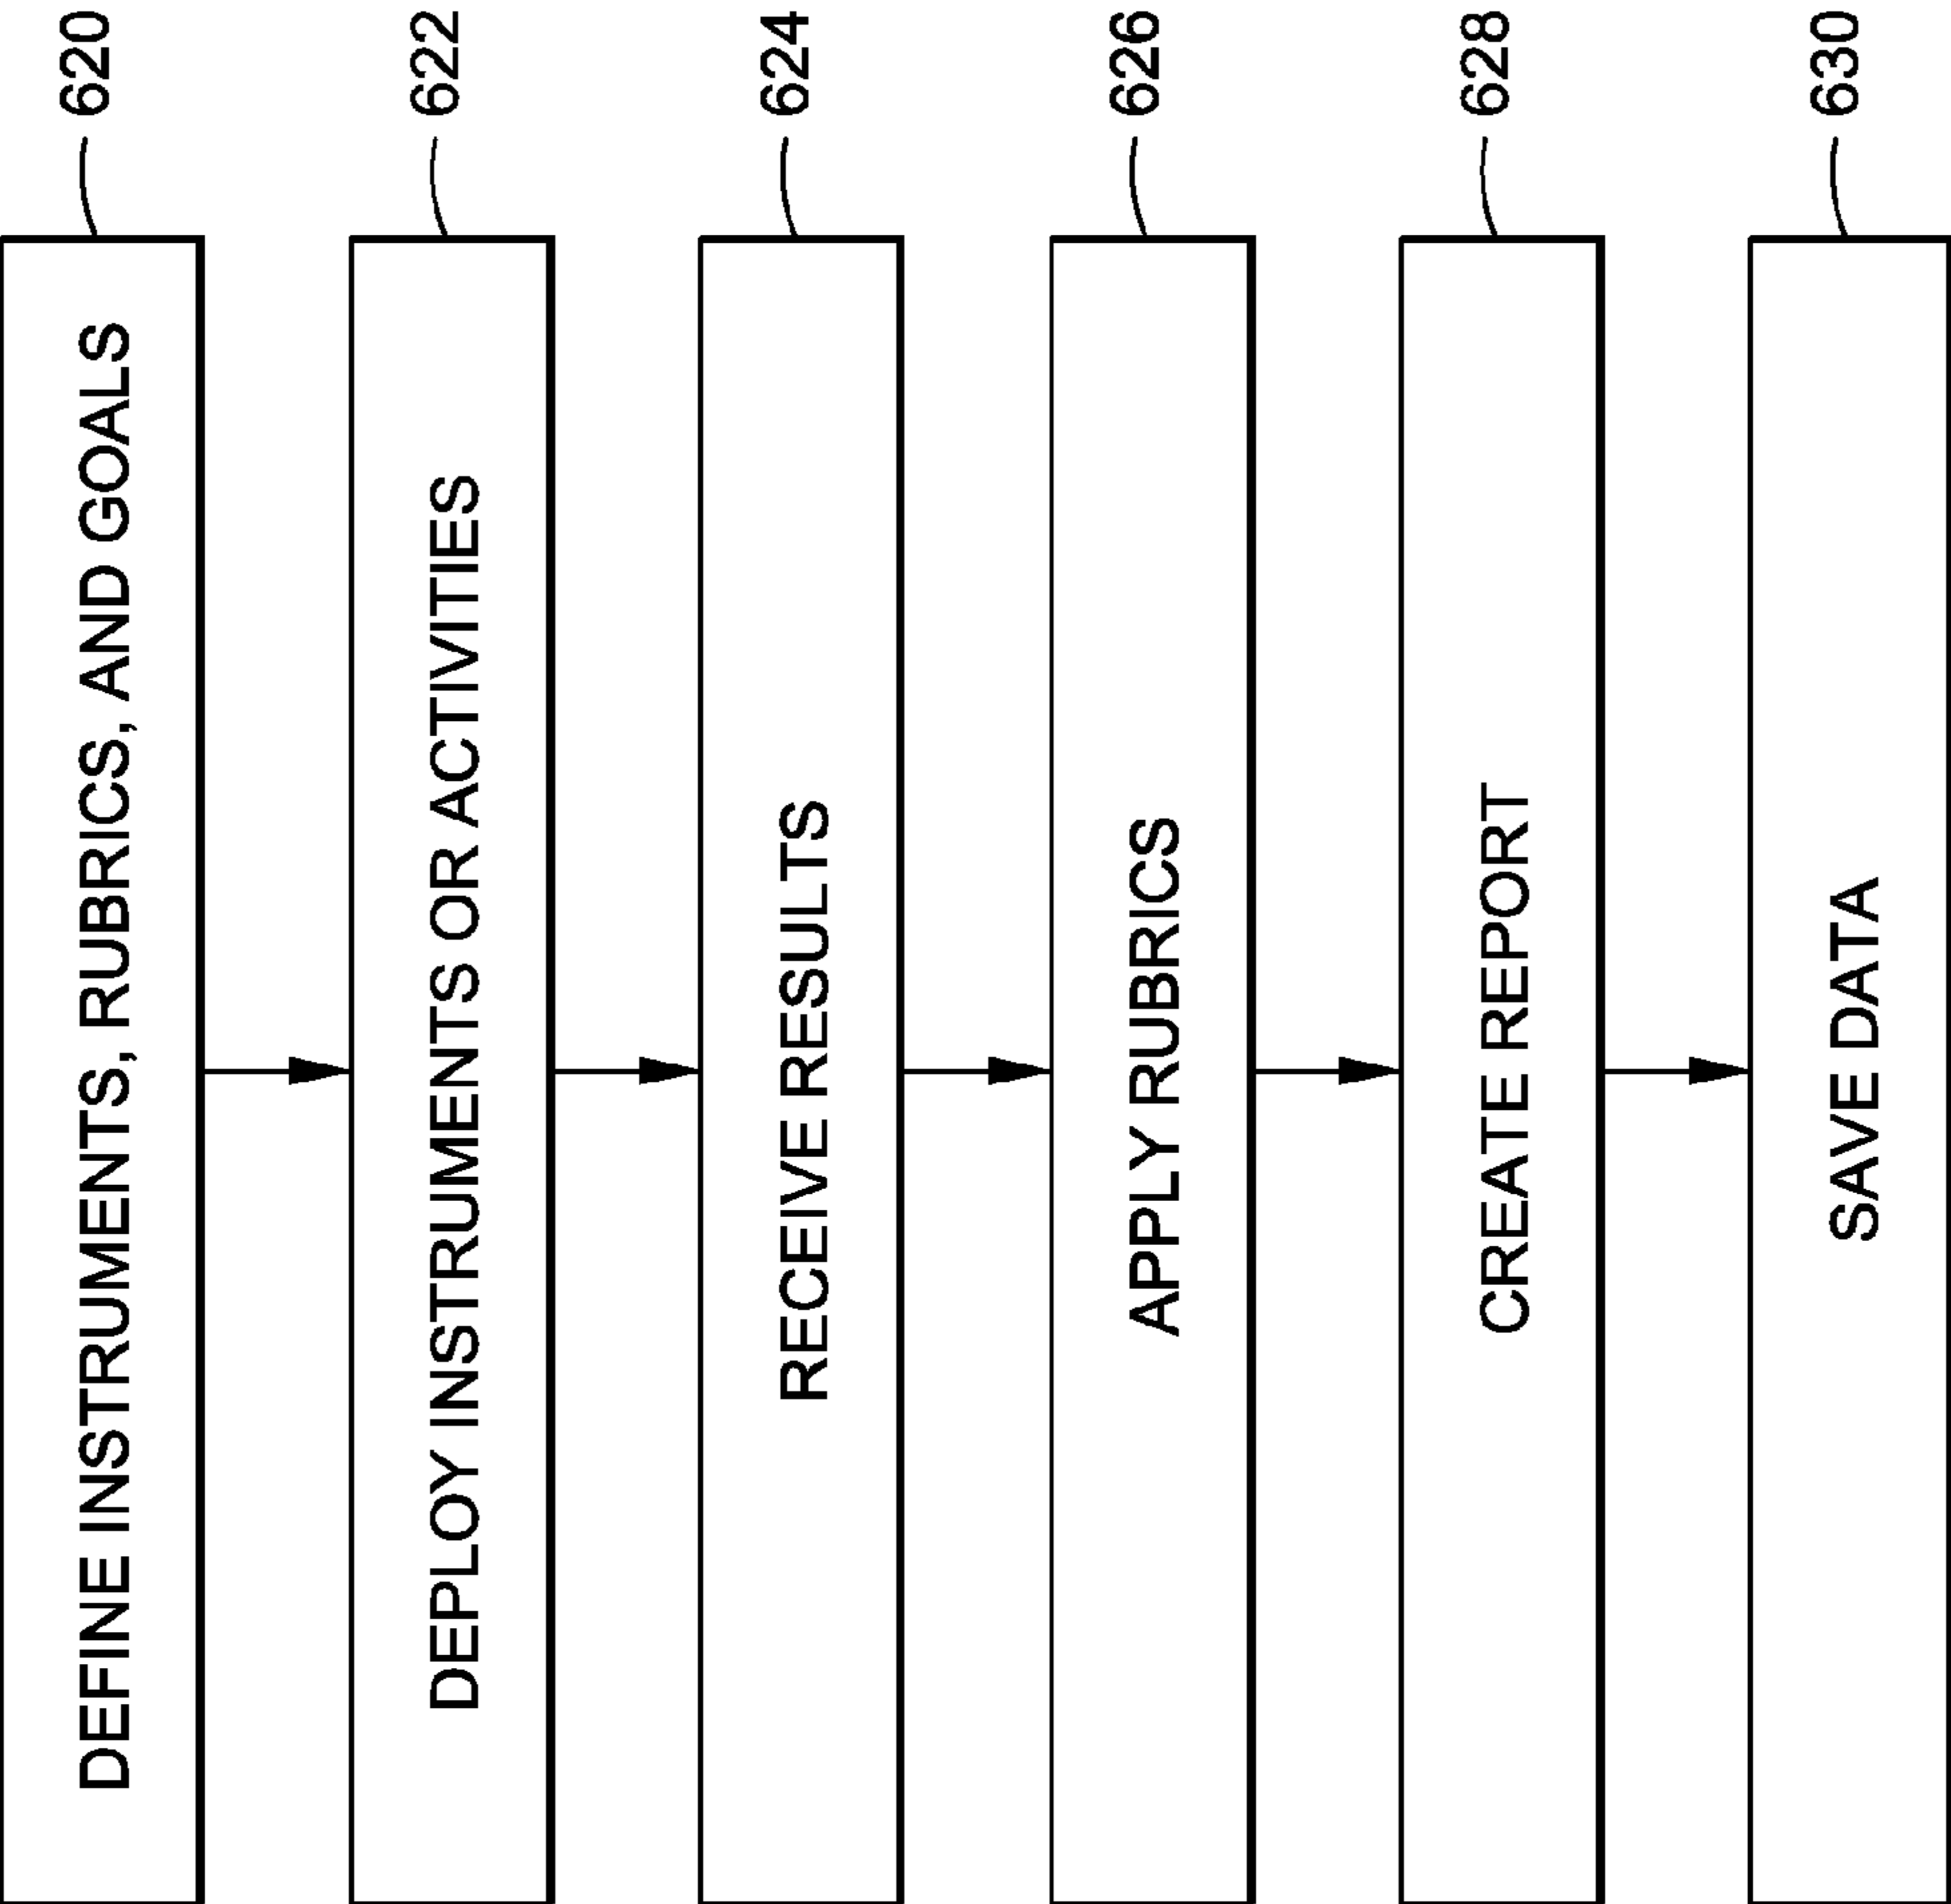 DEFINE INSTRUMENTS, RUBRICS, AND GOALS
620
DEPLOY INSTRUMENTS OR ACTIVITIES
622
RECEIVE RESULTS
624
APPLY RUBRICS
626
CREATE REPORT
628
SAVE DATA
630